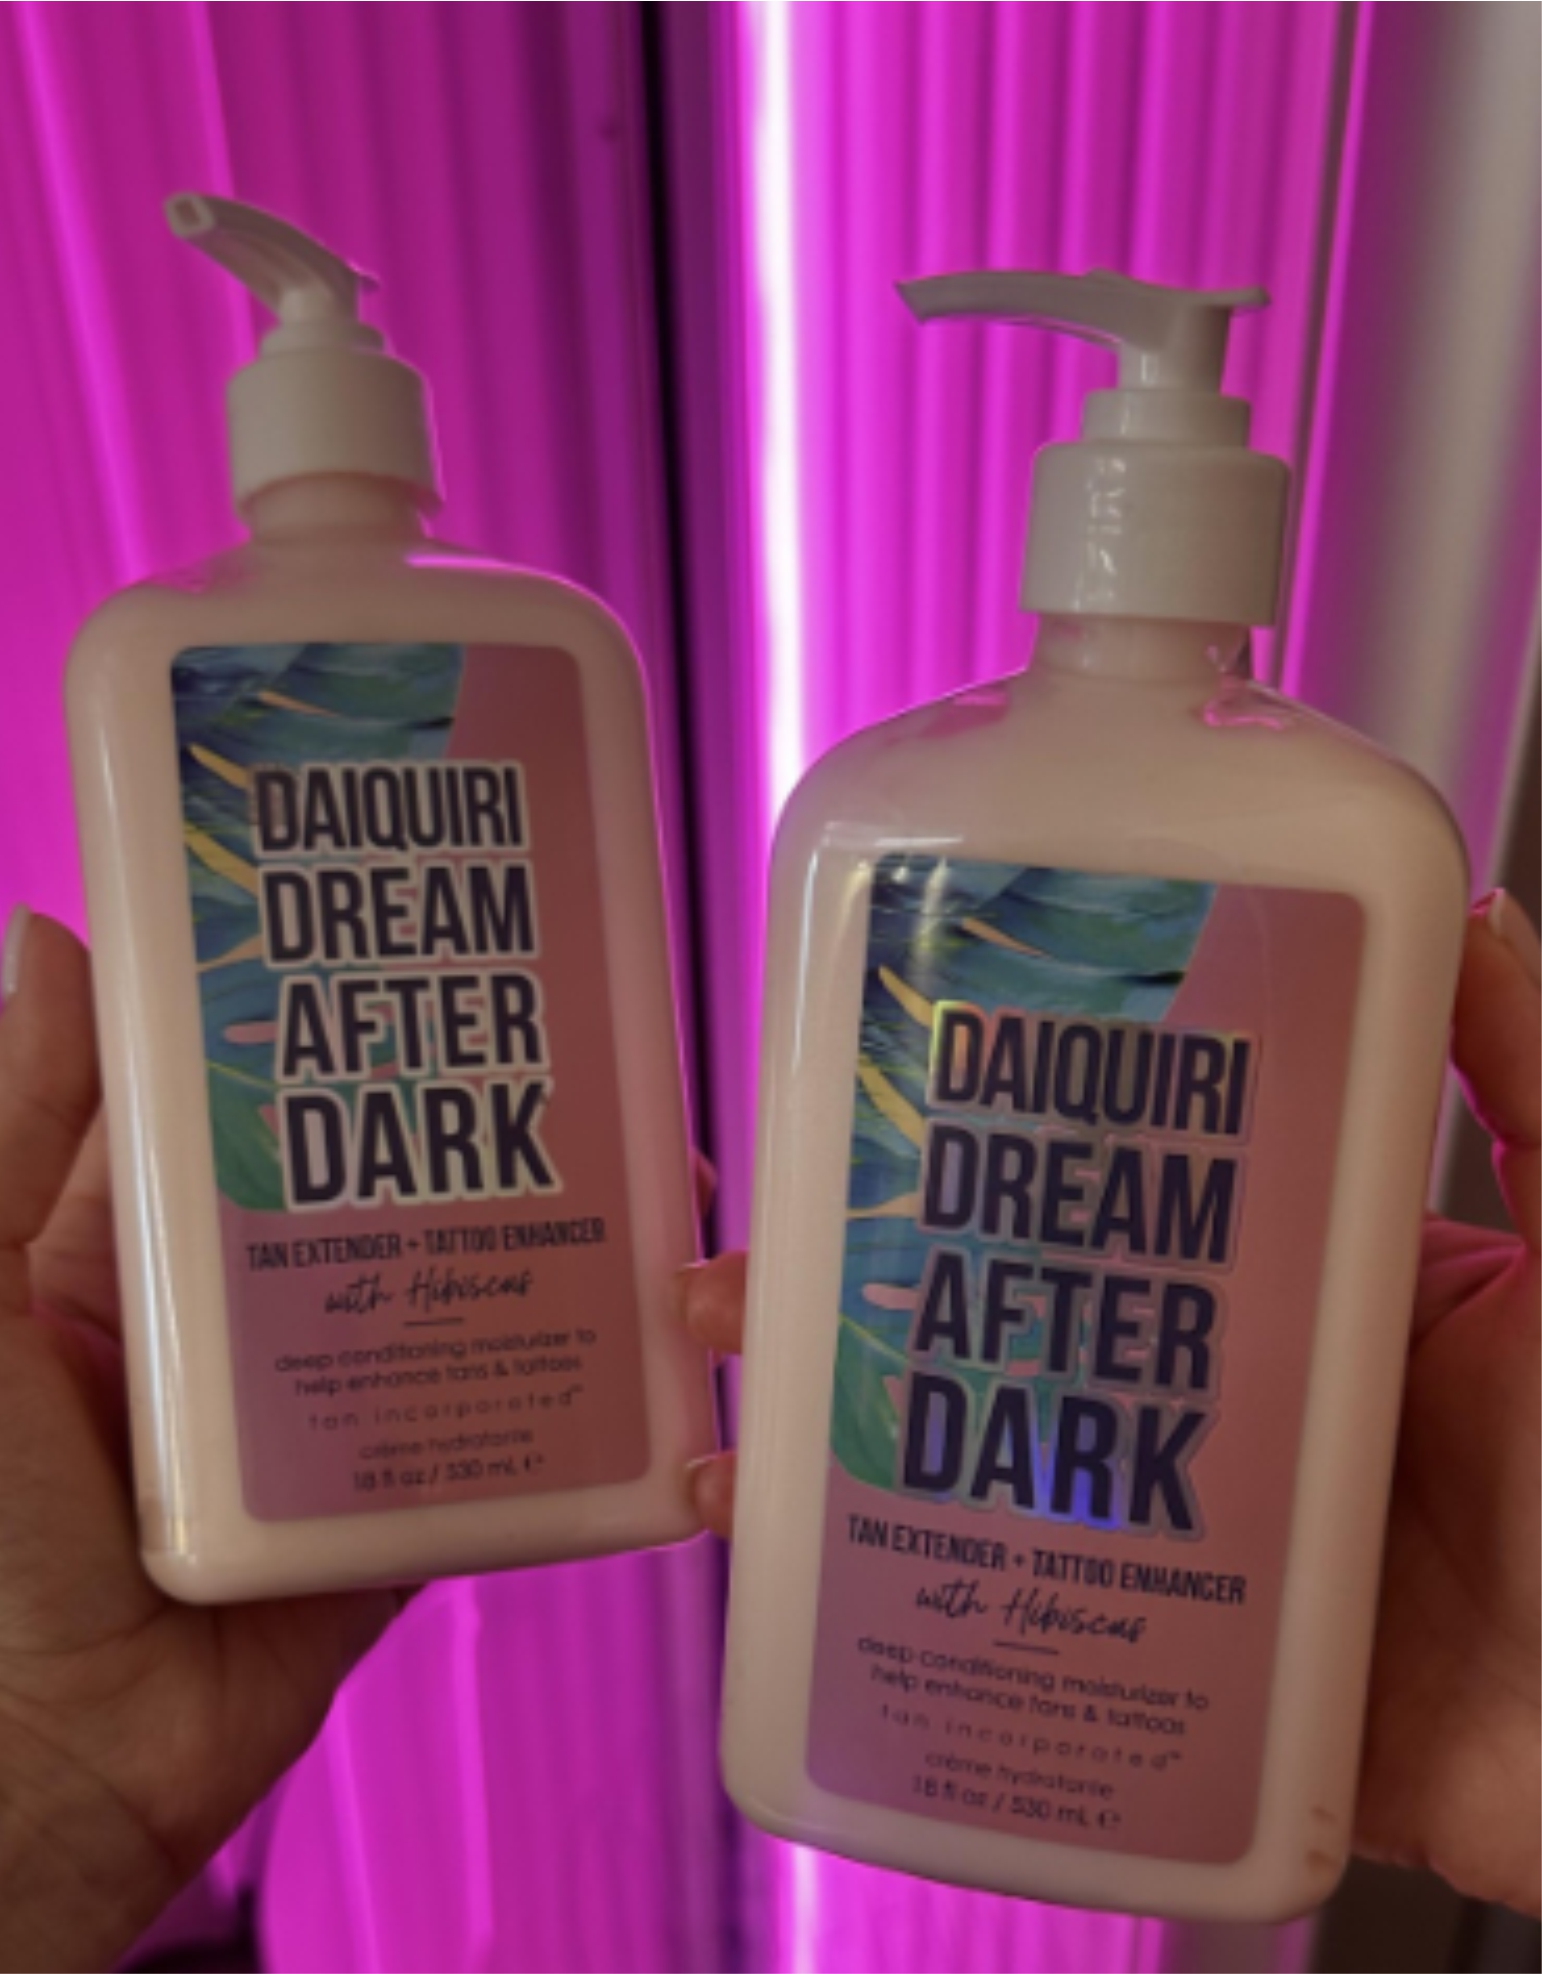 DAIQUIRI
DREAM
AFTER
DARK
TAN EXTENDER + TATTOO ENHANCER
with Hibiscus
deep conditioning moisturizer to
help enhance tans & tattoos
tan incorporated™
crème hydratante
18 fl oz / 530 mL ℮
DAIQUIRI
DREAM
AFTER
DARK
TAN EXTENDER + TATTOO ENHANCER
with Hibiscus
deep conditioning moisturizer to
help enhance tans & tattoos
tan incorporated™
crème hydratante
18 fl oz / 530 mL ℮